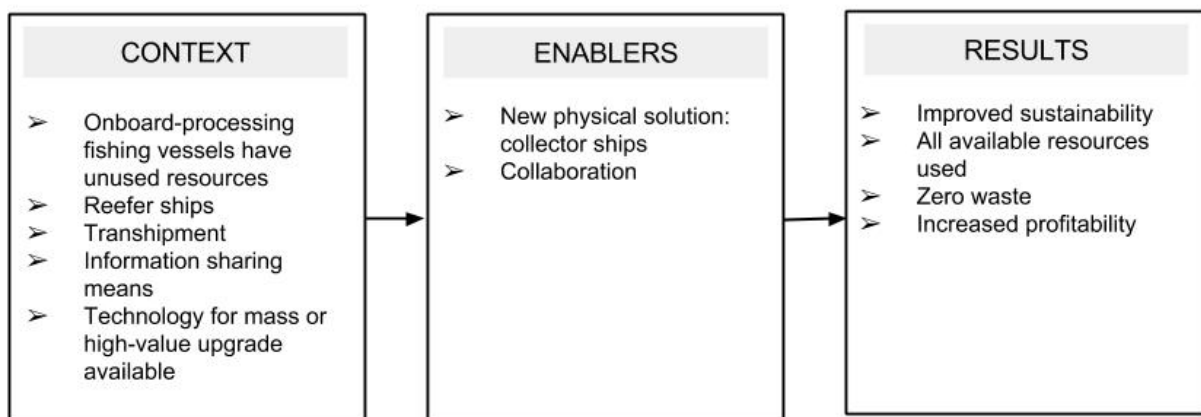 CONTEXT
➢ Onboard-processing
fishing vessels have
unused resources
➢ Reefer ships
➢ Transhipment
➢ Information sharing
means
➢ Technology for mass or
high-value upgrade
available
ENABLERS
➢ New physical solution:
collector ships
➢ Collaboration
RESULTS
➢ Improved sustainability
➢ All available resources
used
➢ Zero waste
➢ Increased profitability